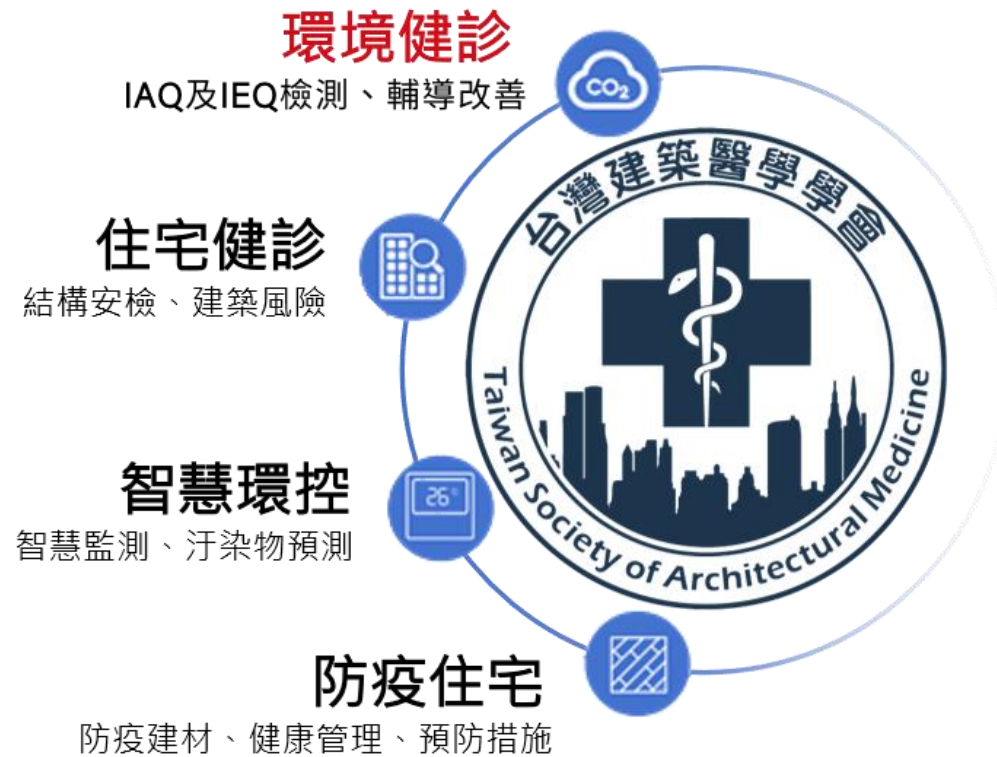 環境健診
IAQ及IEQ檢測、輔導改善
CO₂
台灣建築醫學學會
住宅健診
結構安檢、建築風險
智慧環控
智慧監測、汙染物預測
26°
Taiwan Society of Architectural Medicine
防疫住宅
防疫建材、健康管理、預防措施